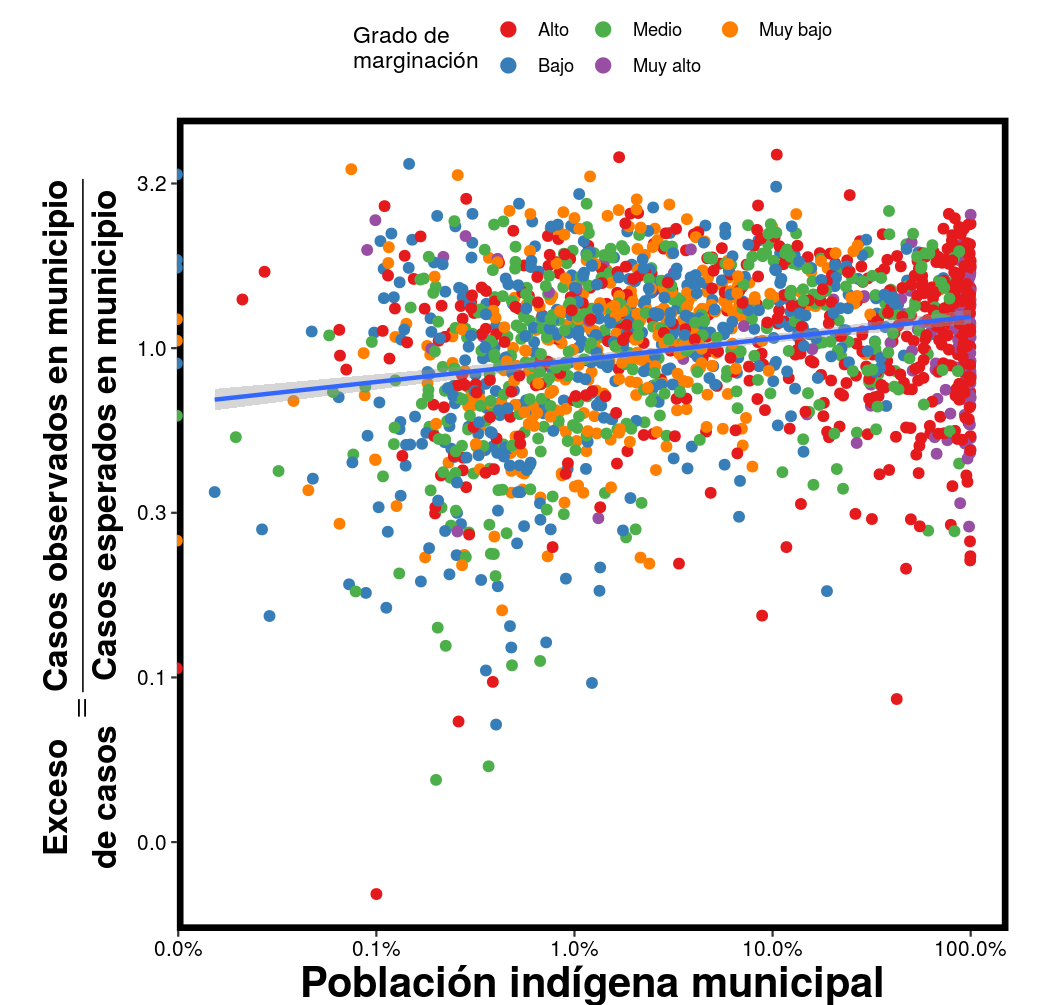 Grado de
marginación
Alto
Medio
Muy bajo
Bajo
Muy alto
Exceso
de casos
=
Casos observados en municipio
Casos esperados en municipio
3.2
1.0
0.3
0.1
0.0
0.0%
0.1%
1.0%
10.0%
100.0%
Población indígena municipal